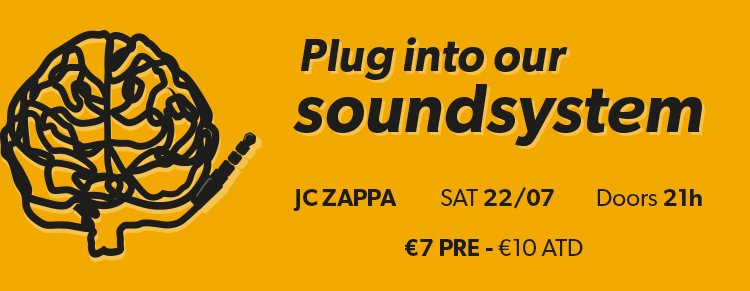 Plug into our
soundsystem
JC ZAPPA SAT 22/07 Doors 21h
€7 PRE - €10 ATD